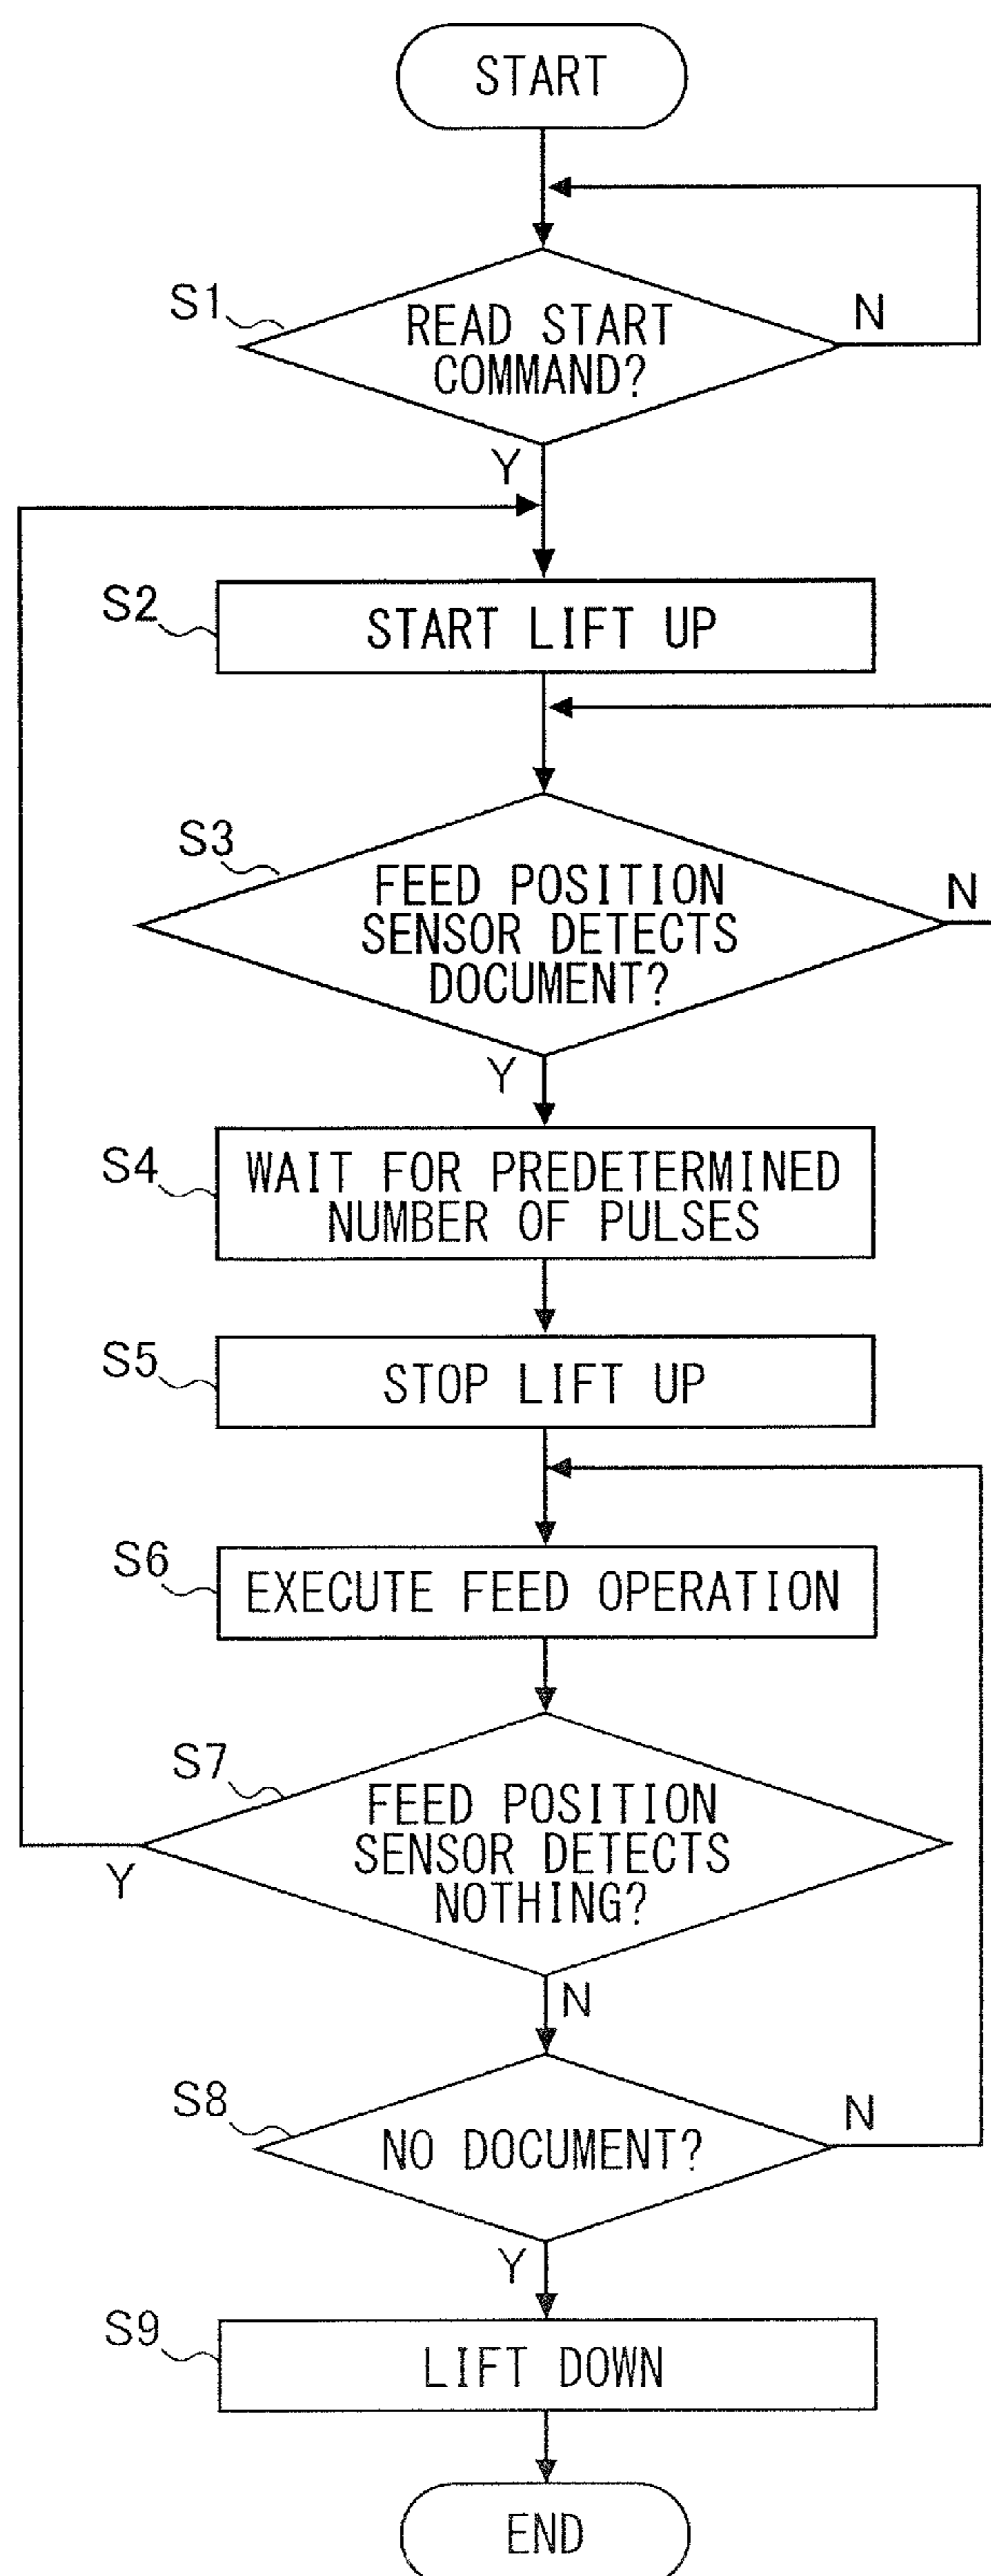 START
S1
READ START
COMMAND?
N
Y
S2
START LIFT UP
S3
FEED POSITION
SENSOR DETECTS
DOCUMENT?
N
Y
S4
WAIT FOR PREDETERMINED
NUMBER OF PULSES
S5
STOP LIFT UP
S6
EXECUTE FEED OPERATION
S7
FEED POSITION
SENSOR DETECTS
NOTHING?
Y
N
S8
NO DOCUMENT?
N
Y
S9
LIFT DOWN
END